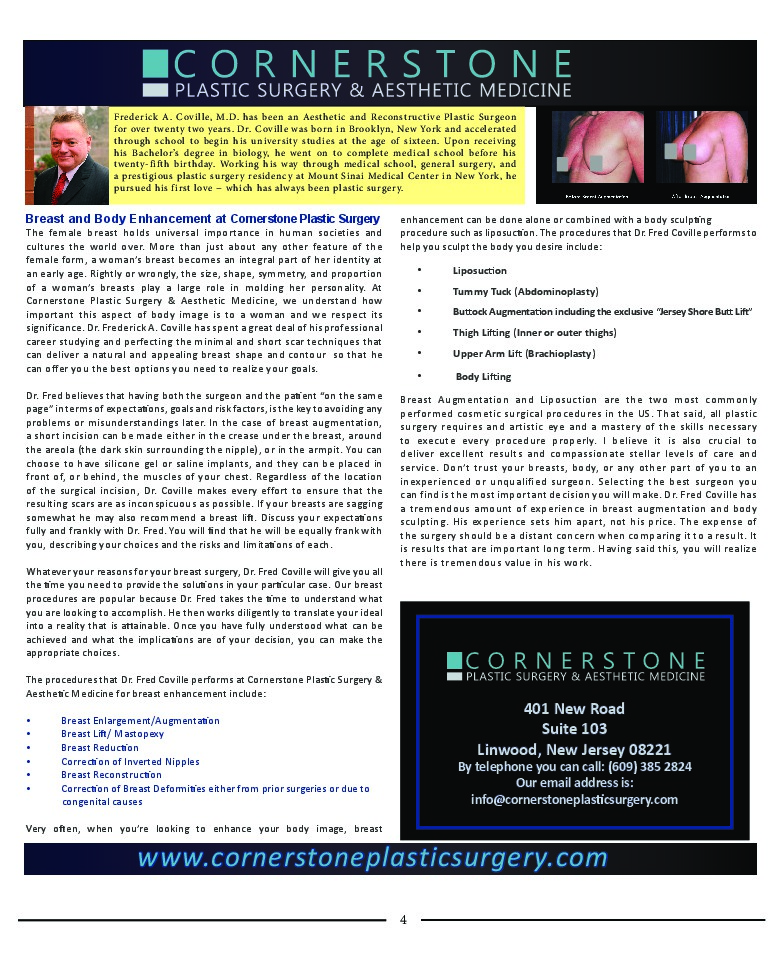 CORNERSTONE
PLASTIC SURGERY & AESTHETIC MEDICINE
Frederick A. Coville, M.D. has been an Aesthetic and Reconstructive Plastic Surgeon
for over twenty two years. Dr. Coville was born in Brooklyn, New York and accelerated
through school to begin his university studies at the age of sixteen. Upon receiving
his Bachelor's degree in biology, he went on to complete medical school before his
twenty-fifth birthday. Working his way through medical school, general surgery, and
a prestigious plastic surgery residency at Mount Sinai Medical Center in New York, he
pursued his first love – which has always been plastic surgery.
Before Breast Augmentation
After Breast Augmentation
Breast and Body Enhancement at Cornerstone Plastic Surgery
The female breast holds universal importance in human societies and
cultures the world over. More than just about any other feature of the
female form, a woman's breast becomes an integral part of her identity at
an early age. Rightly or wrongly, the size, shape, symmetry, and proportion
of a woman's breasts play a large role in molding her personality. At
Cornerstone Plastic Surgery & Aesthetic Medicine, we understand how
important this aspect of body image is to a woman and we respect its
significance. Dr. Frederick A. Coville has spent a great deal of his professional
career studying and perfecting the minimal and short scar techniques that
can deliver a natural and appealing breast shape and contour so that he
can offer you the best options you need to realize your goals.
Dr. Fred believes that having both the surgeon and the patient "on the same
page" in terms of expectations, goals and risk factors, is the key to avoiding any
problems or misunderstandings later. In the case of breast augmentation,
a short incision can be made either in the crease under the breast, around
the areola (the dark skin surrounding the nipple), or in the armpit. You can
choose to have silicone gel or saline implants, and they can be placed in
front of, or behind, the muscles of your chest. Regardless of the location
of the surgical incision, Dr. Coville makes every effort to ensure that the
resulting scars are as inconspicuous as possible. If your breasts are sagging
somewhat he may also recommend a breast lift. Discuss your expectations
fully and frankly with Dr. Fred. You will find that he will be equally frank with
you, describing your choices and the risks and limitations of each.
Whatever your reasons for your breast surgery, Dr. Fred Coville will give you all
the time you need to provide the solutions in your particular case. Our breast
procedures are popular because Dr. Fred takes the time to understand what
you are looking to accomplish. He then works diligently to translate your ideal
into a reality that is attainable. Once you have fully understood what can be
achieved and what the implications are of your decision, you can make the
appropriate choices.
The procedures that Dr. Fred Coville performs at Cornerstone Plastic Surgery &
Aesthetic Medicine for breast enhancement include:
• Breast Enlargement/Augmentation
• Breast Lift/ Mastopexy
• Breast Reduction
• Correction of Inverted Nipples
• Breast Reconstruction
• Correction of Breast Deformities either from prior surgeries or due to
congenital causes
Very often, when you're looking to enhance your body image, breast
enhancement can be done alone or combined with a body sculpting
procedure such as liposuction. The procedures that Dr. Fred Coville performs to
help you sculpt the body you desire include:
• Liposuction
• Tummy Tuck (Abdominoplasty)
• Buttock Augmentation including the exclusive "Jersey Shore Butt Lift"
• Thigh Lifting (Inner or outer thighs)
• Upper Arm Lift (Brachioplasty)
• Body Lifting
Breast Augmentation and Liposuction are the two most commonly
performed cosmetic surgical procedures in the US. That said, all plastic
surgery requires and artistic eye and a mastery of the skills necessary
to execute every procedure properly. I believe it is also crucial to
deliver excellent results and compassionate stellar levels of care and
service. Don't trust your breasts, body, or any other part of you to an
inexperienced or unqualified surgeon. Selecting the best surgeon you
can find is the most important decision you will make. Dr. Fred Coville has
a tremendous amount of experience in breast augmentation and body
sculpting. His experience sets him apart, not his price. The expense of
the surgery should be a distant concern when comparing it to a result. It
is results that are important long term. Having said this, you will realize
there is tremendous value in his work.
CORNERSTONE
PLASTIC SURGERY & AESTHETIC MEDICINE
401 New Road
Suite 103
Linwood, New Jersey 08221
By telephone you can call: (609) 385 2824
Our email address is:
info@cornerstoneplasticsurgery.com
www.cornerstoneplasticsurgery.com
4